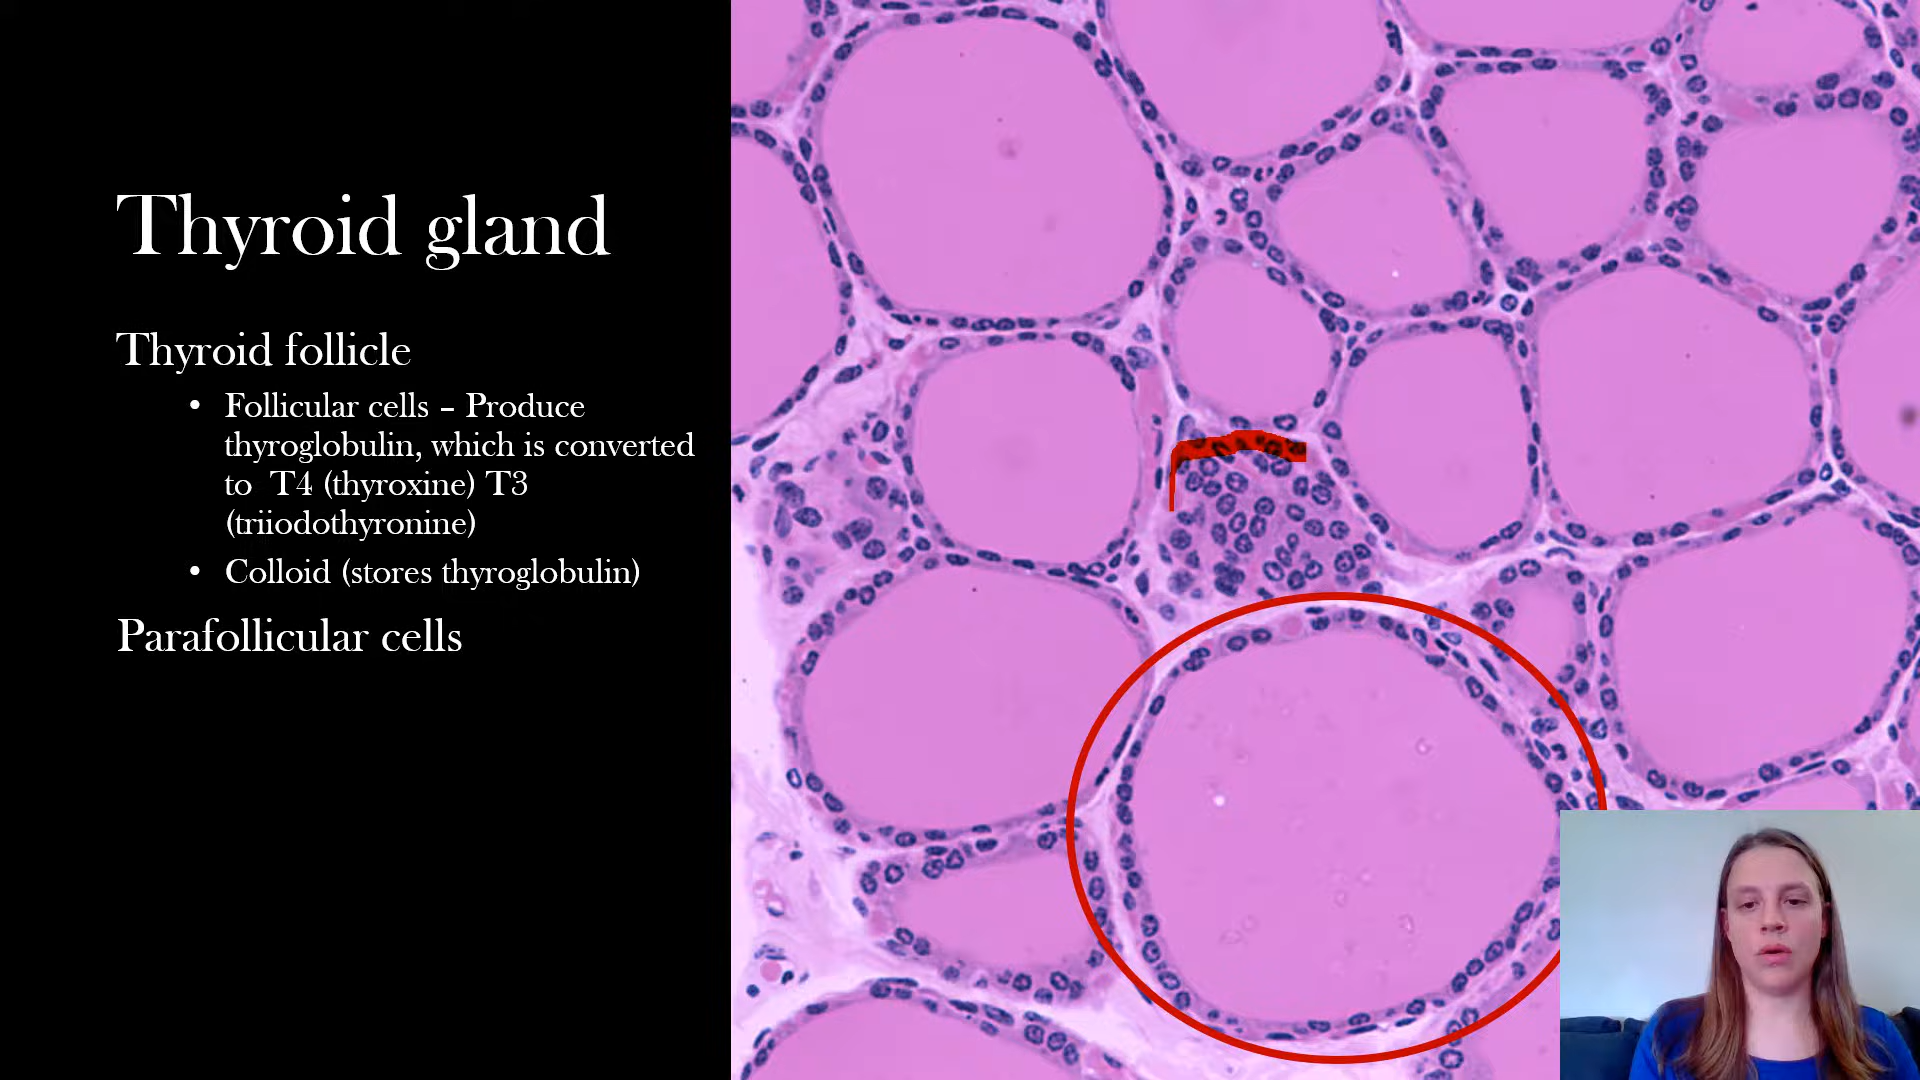 Thyroid gland
Thyroid follicle
• Follicular cells – Produce
thyroglobulin, which is converted
to  T4 (thyroxine) T3
(triiodothyronine)
• Colloid (stores thyroglobulin)
Parafollicular cells